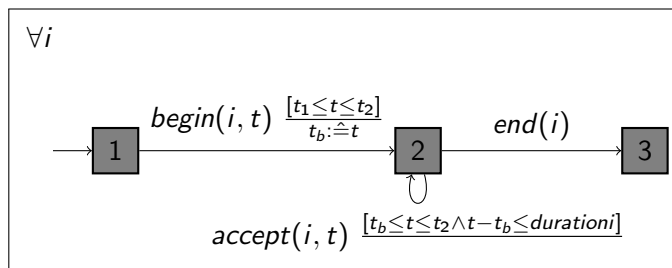 ∀i
begin(i, t) [t₁≤t≤t₂] / t_b:≙t
end(i)
1
2
3
accept(i, t) [t_b≤t≤t₂∧t−t_b≤durationi]